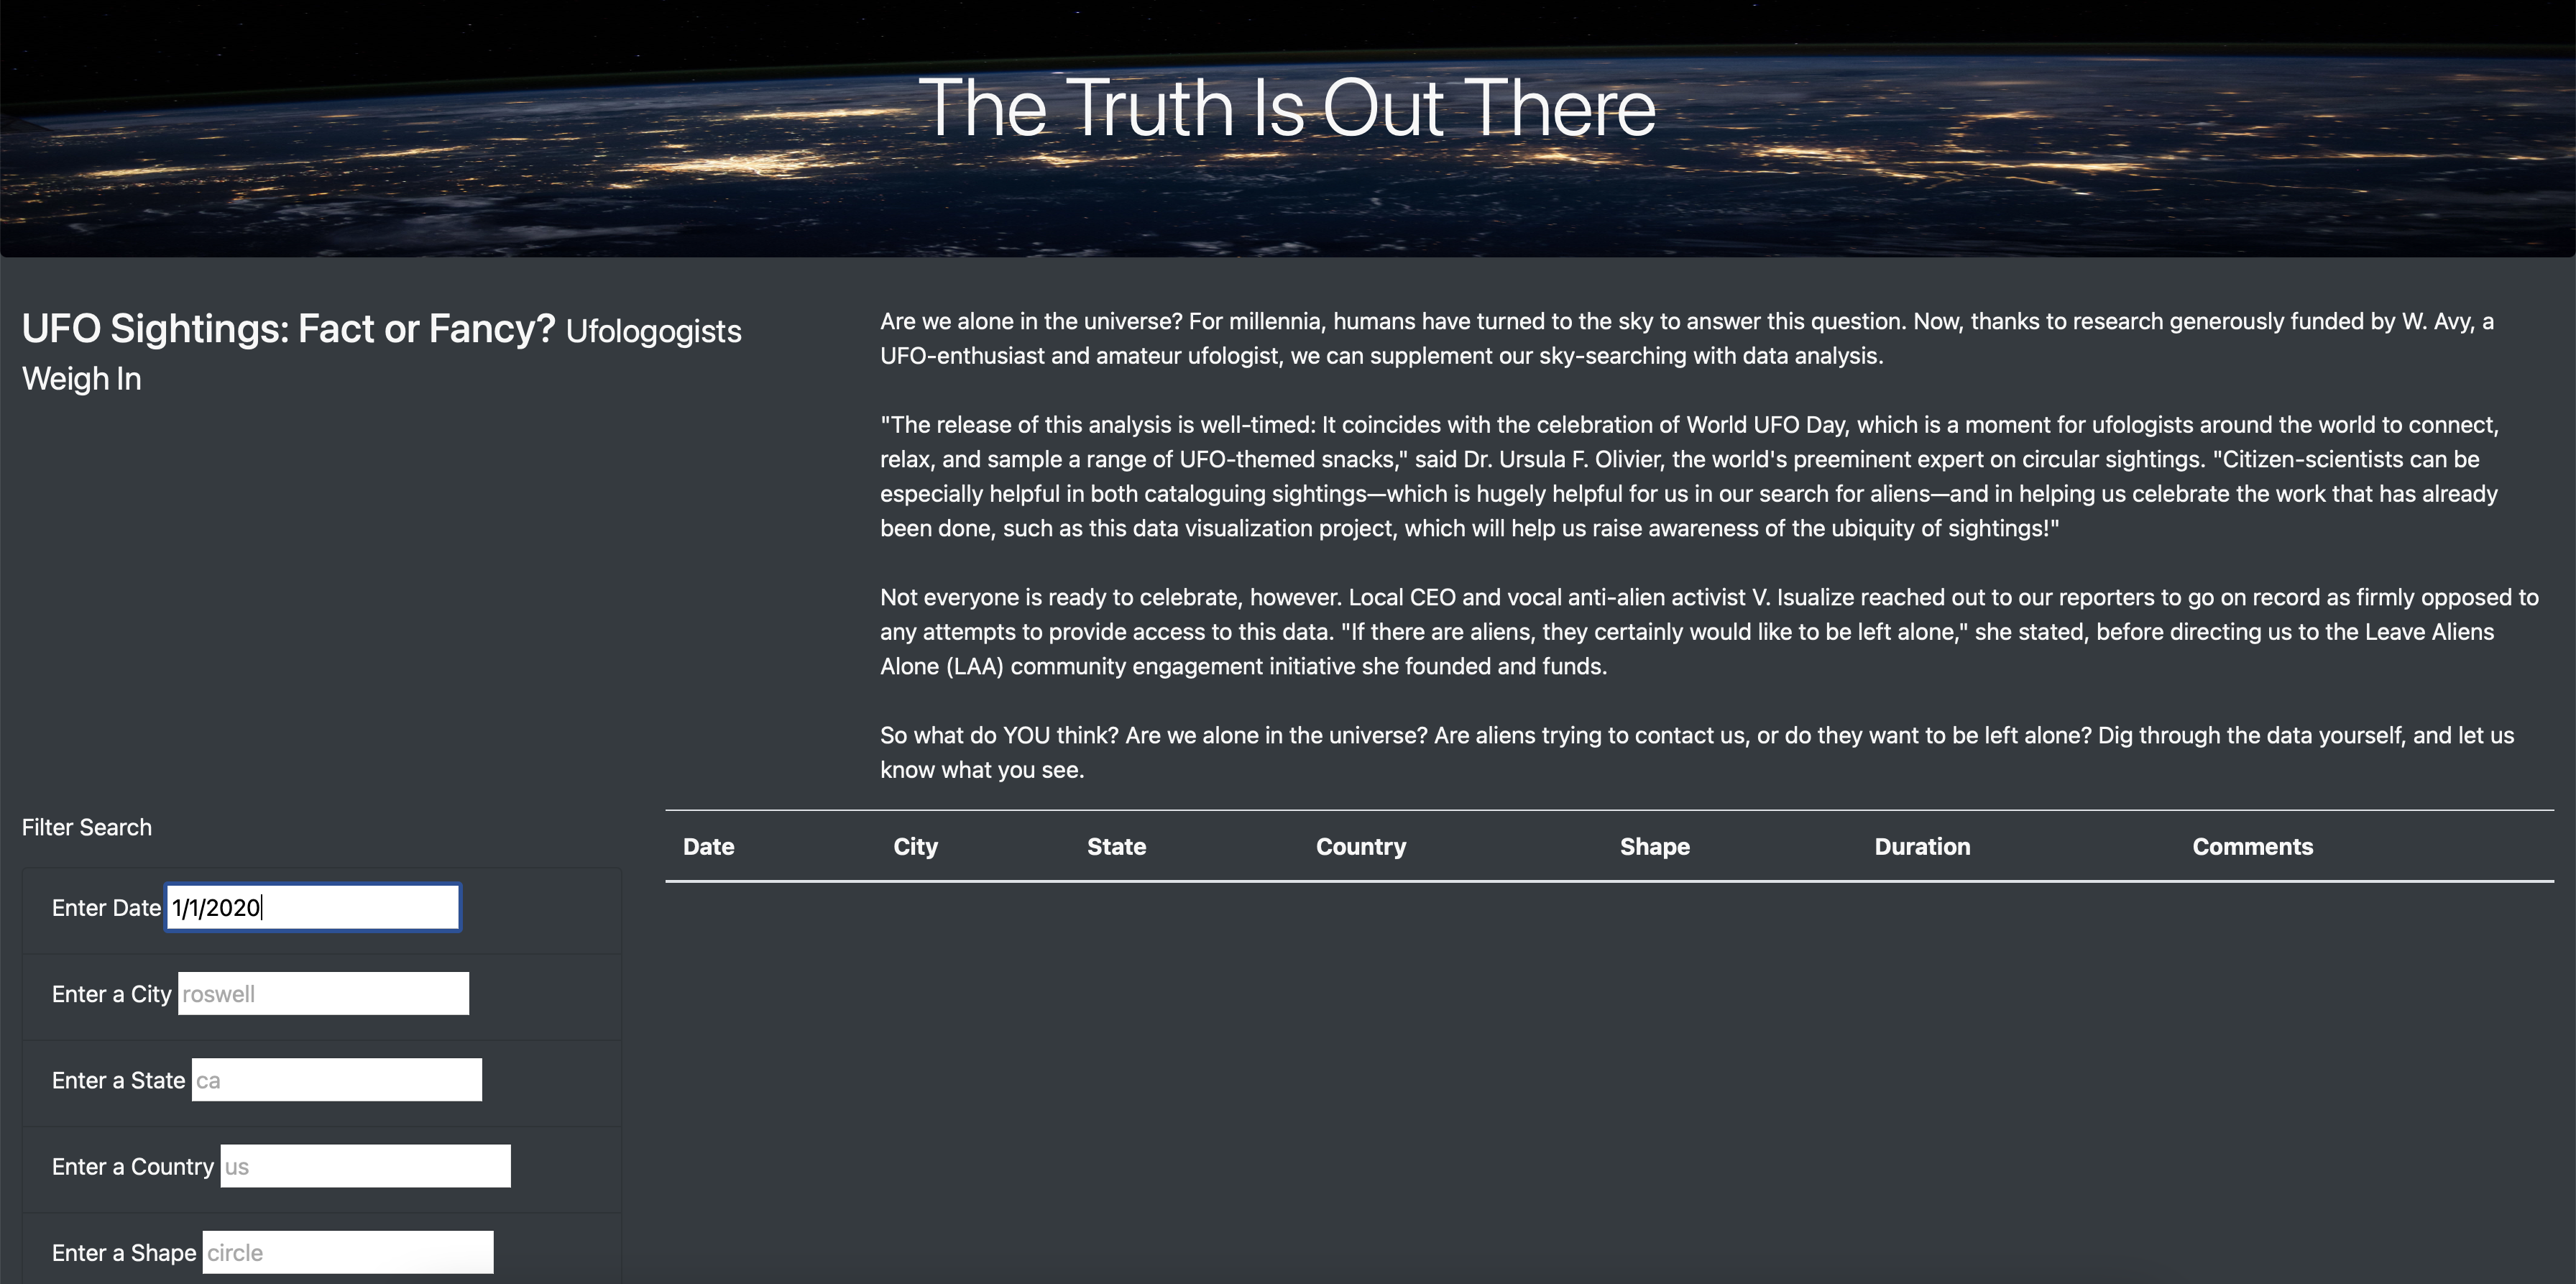 The Truth Is Out There
UFO Sightings: Fact or Fancy? Ufologogists
Weigh In
Are we alone in the universe? For millennia, humans have turned to the sky to answer this question. Now, thanks to research generously funded by W. Avy, a
UFO-enthusiast and amateur ufologist, we can supplement our sky-searching with data analysis.
"The release of this analysis is well-timed: It coincides with the celebration of World UFO Day, which is a moment for ufologists around the world to connect,
relax, and sample a range of UFO-themed snacks," said Dr. Ursula F. Olivier, the world's preeminent expert on circular sightings. "Citizen-scientists can be
especially helpful in both cataloguing sightings—which is hugely helpful for us in our search for aliens—and in helping us celebrate the work that has already
been done, such as this data visualization project, which will help us raise awareness of the ubiquity of sightings!"
Not everyone is ready to celebrate, however. Local CEO and vocal anti-alien activist V. Isualize reached out to our reporters to go on record as firmly opposed to
any attempts to provide access to this data. "If there are aliens, they certainly would like to be left alone," she stated, before directing us to the Leave Aliens
Alone (LAA) community engagement initiative she founded and funds.
So what do YOU think? Are we alone in the universe? Are aliens trying to contact us, or do they want to be left alone? Dig through the data yourself, and let us
know what you see.
Filter Search
Enter Date 1/1/2020
Enter a City roswell
Enter a State ca
Enter a Country us
Enter a Shape circle
Date City State Country Shape Duration Comments